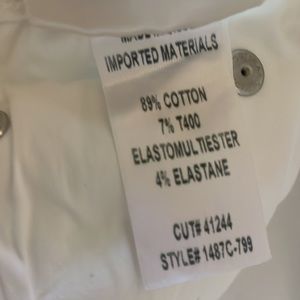 IMPORTED MATERIALS
89% COTTON
7% T400
ELASTOMULTIESTER
4% ELASTANE
CUT# 41244
STYLE# 1487C-799